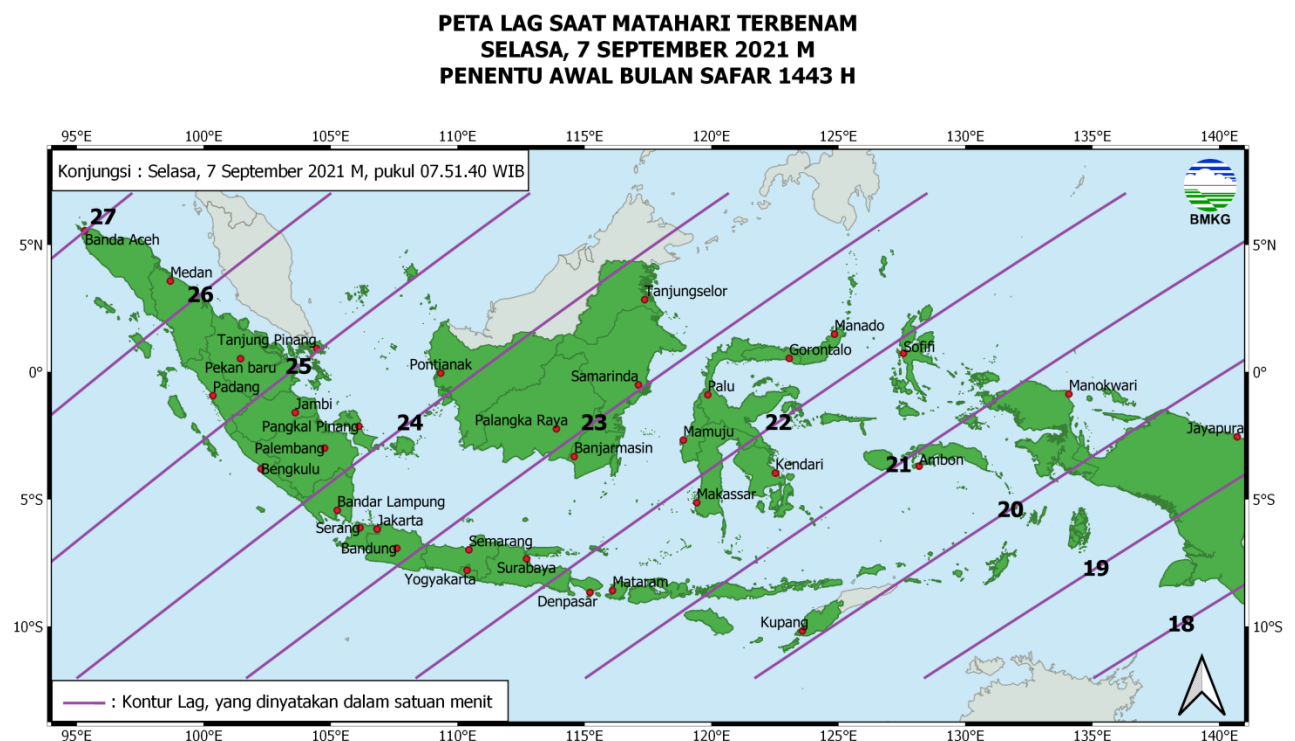 PETA LAG SAAT MATAHARI TERBENAM
SELASA, 7 SEPTEMBER 2021 M
PENENTU AWAL BULAN SAFAR 1443 H
95°E 100°E 105°E 110°E 115°E 120°E 125°E 130°E 135°E 140°E
Konjungsi : Selasa, 7 September 2021 M, pukul 07.51.40 WIB
BMKG
27
Banda Aceh
5°N 5°N
Medan
26
Tanjungselor
Manado
Tanjung Pinang
Sofifi
Gorontalo
Pekan baru
25
Pontianak
0° 0°
Samarinda
Padang
Palu
Manokwari
Jambi
Pangkal Pinang
24
Palangka Raya
23
22
Mamuju
Jayapura
Palembang
Banjarmasin
Bengkulu
Kendari
21
Ambon
Bandar Lampung
Makassar
5°S 5°S
20
Serang
Jakarta
Bandung
Semarang
Surabaya
19
Yogyakarta
Mataram
Denpasar
Kupang
18
10°S 10°S
: Kontur Lag, yang dinyatakan dalam satuan menit
95°E 100°E 105°E 110°E 115°E 120°E 125°E 130°E 135°E 140°E